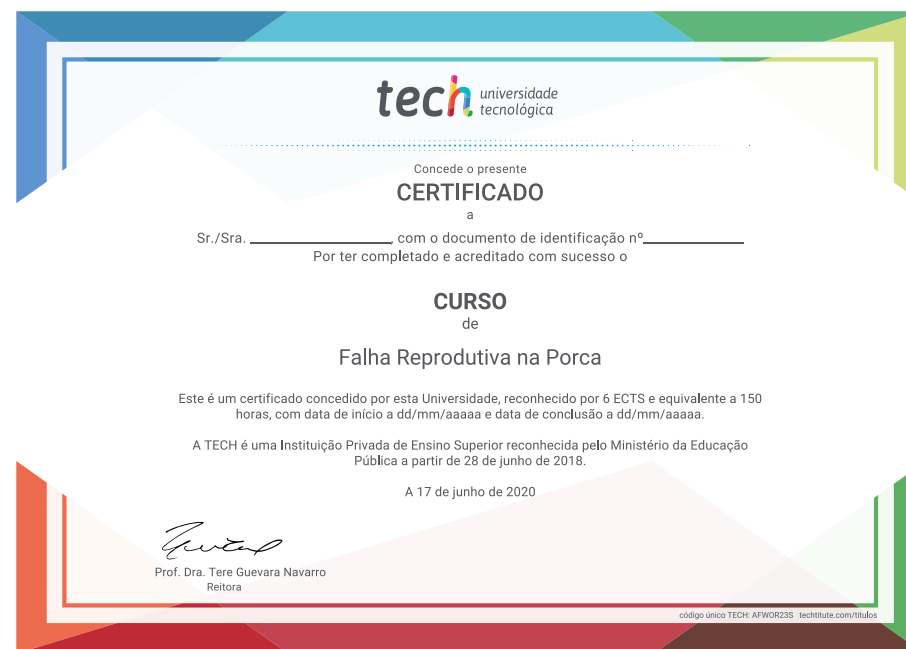 tech universidade
tecnológica
Concede o presente
CERTIFICADO
a
Sr./Sra. ________________, com o documento de identificação nº____________
Por ter completado e acreditado com sucesso o
CURSO
de
Falha Reprodutiva na Porca
Este é um certificado concedido por esta Universidade, reconhecido por 6 ECTS e equivalente a 150
horas, com data de início a dd/mm/aaaaa e data de conclusão a dd/mm/aaaaa.
A TECH é uma Instituição Privada de Ensino Superior reconhecida pelo Ministério da Educação
Pública a partir de 28 de junho de 2018.
A 17 de junho de 2020
Prof. Dra. Tere Guevara Navarro
Reitora
código único TECH: AFWOR23S techtitute.com/titulos